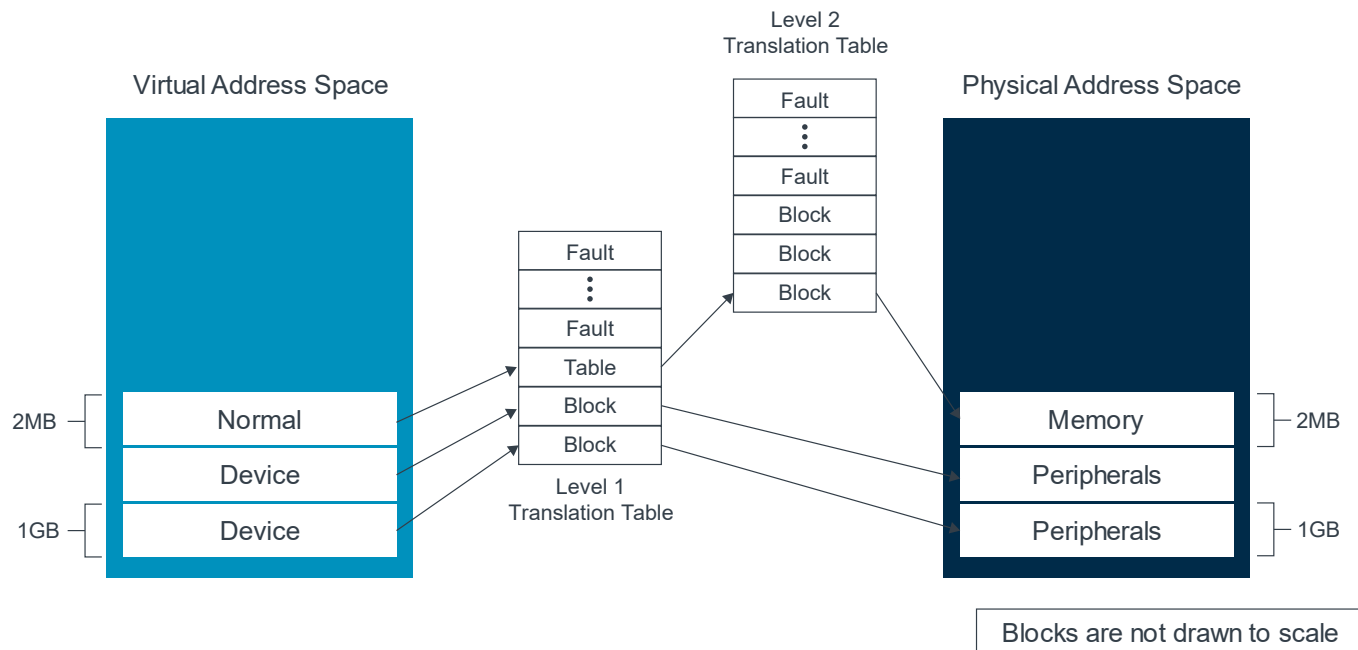 Level 2
Translation Table
Virtual Address Space
Physical Address Space
Fault
Fault
Block
Block
Block
Fault
Fault
Table
Block
Block
Level 1
Translation Table
2MB
Normal
Device
1GB
Device
Memory
2MB
Peripherals
Peripherals
1GB
Blocks are not drawn to scale